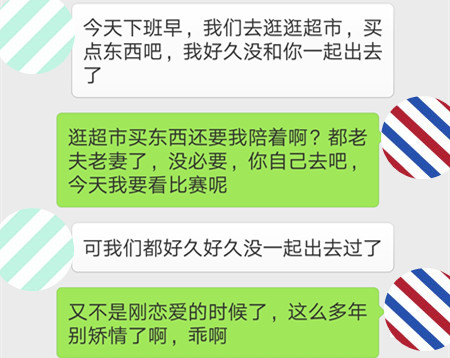 今天下班早，我们去逛逛超市，买
点东西吧，我好久没和你一起出去
了
逛超市买东西还要我陪着啊？都老
夫老妻了，没必要，你自己去吧，
今天我要看比赛呢
可我们都好久好久没一起出去过了
又不是刚恋爱的时候了，这么多年
别矫情了啊，乖啊